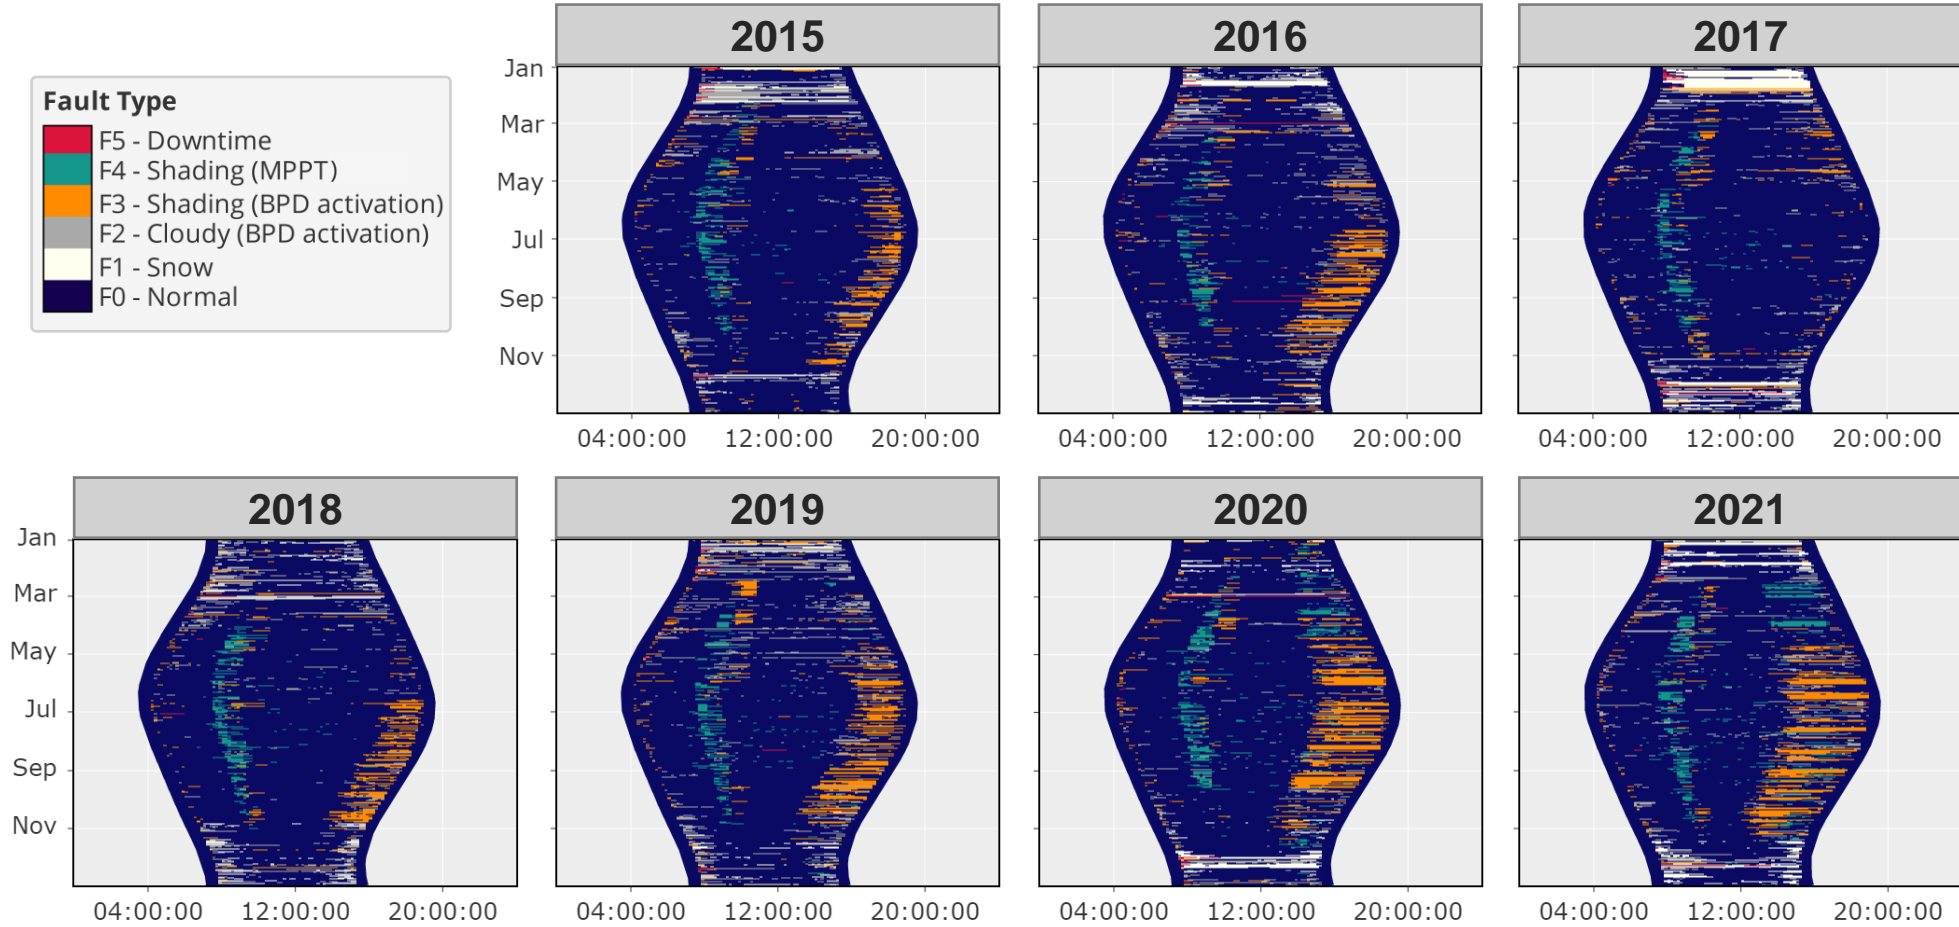 2015
2016
2017
Fault Type
F5 - Downtime
F4 - Shading (MPPT)
F3 - Shading (BPD activation)
F2 - Cloudy (BPD activation)
F1 - Snow
F0 - Normal
Jan
Mar
May
Jul
Sep
Nov
04:00:00 12:00:00 20:00:00
04:00:00 12:00:00 20:00:00
04:00:00 12:00:00 20:00:00
2018
2019
2020
2021
Jan
Mar
May
Jul
Sep
Nov
04:00:00 12:00:00 20:00:00
04:00:00 12:00:00 20:00:00
04:00:00 12:00:00 20:00:00
04:00:00 12:00:00 20:00:00